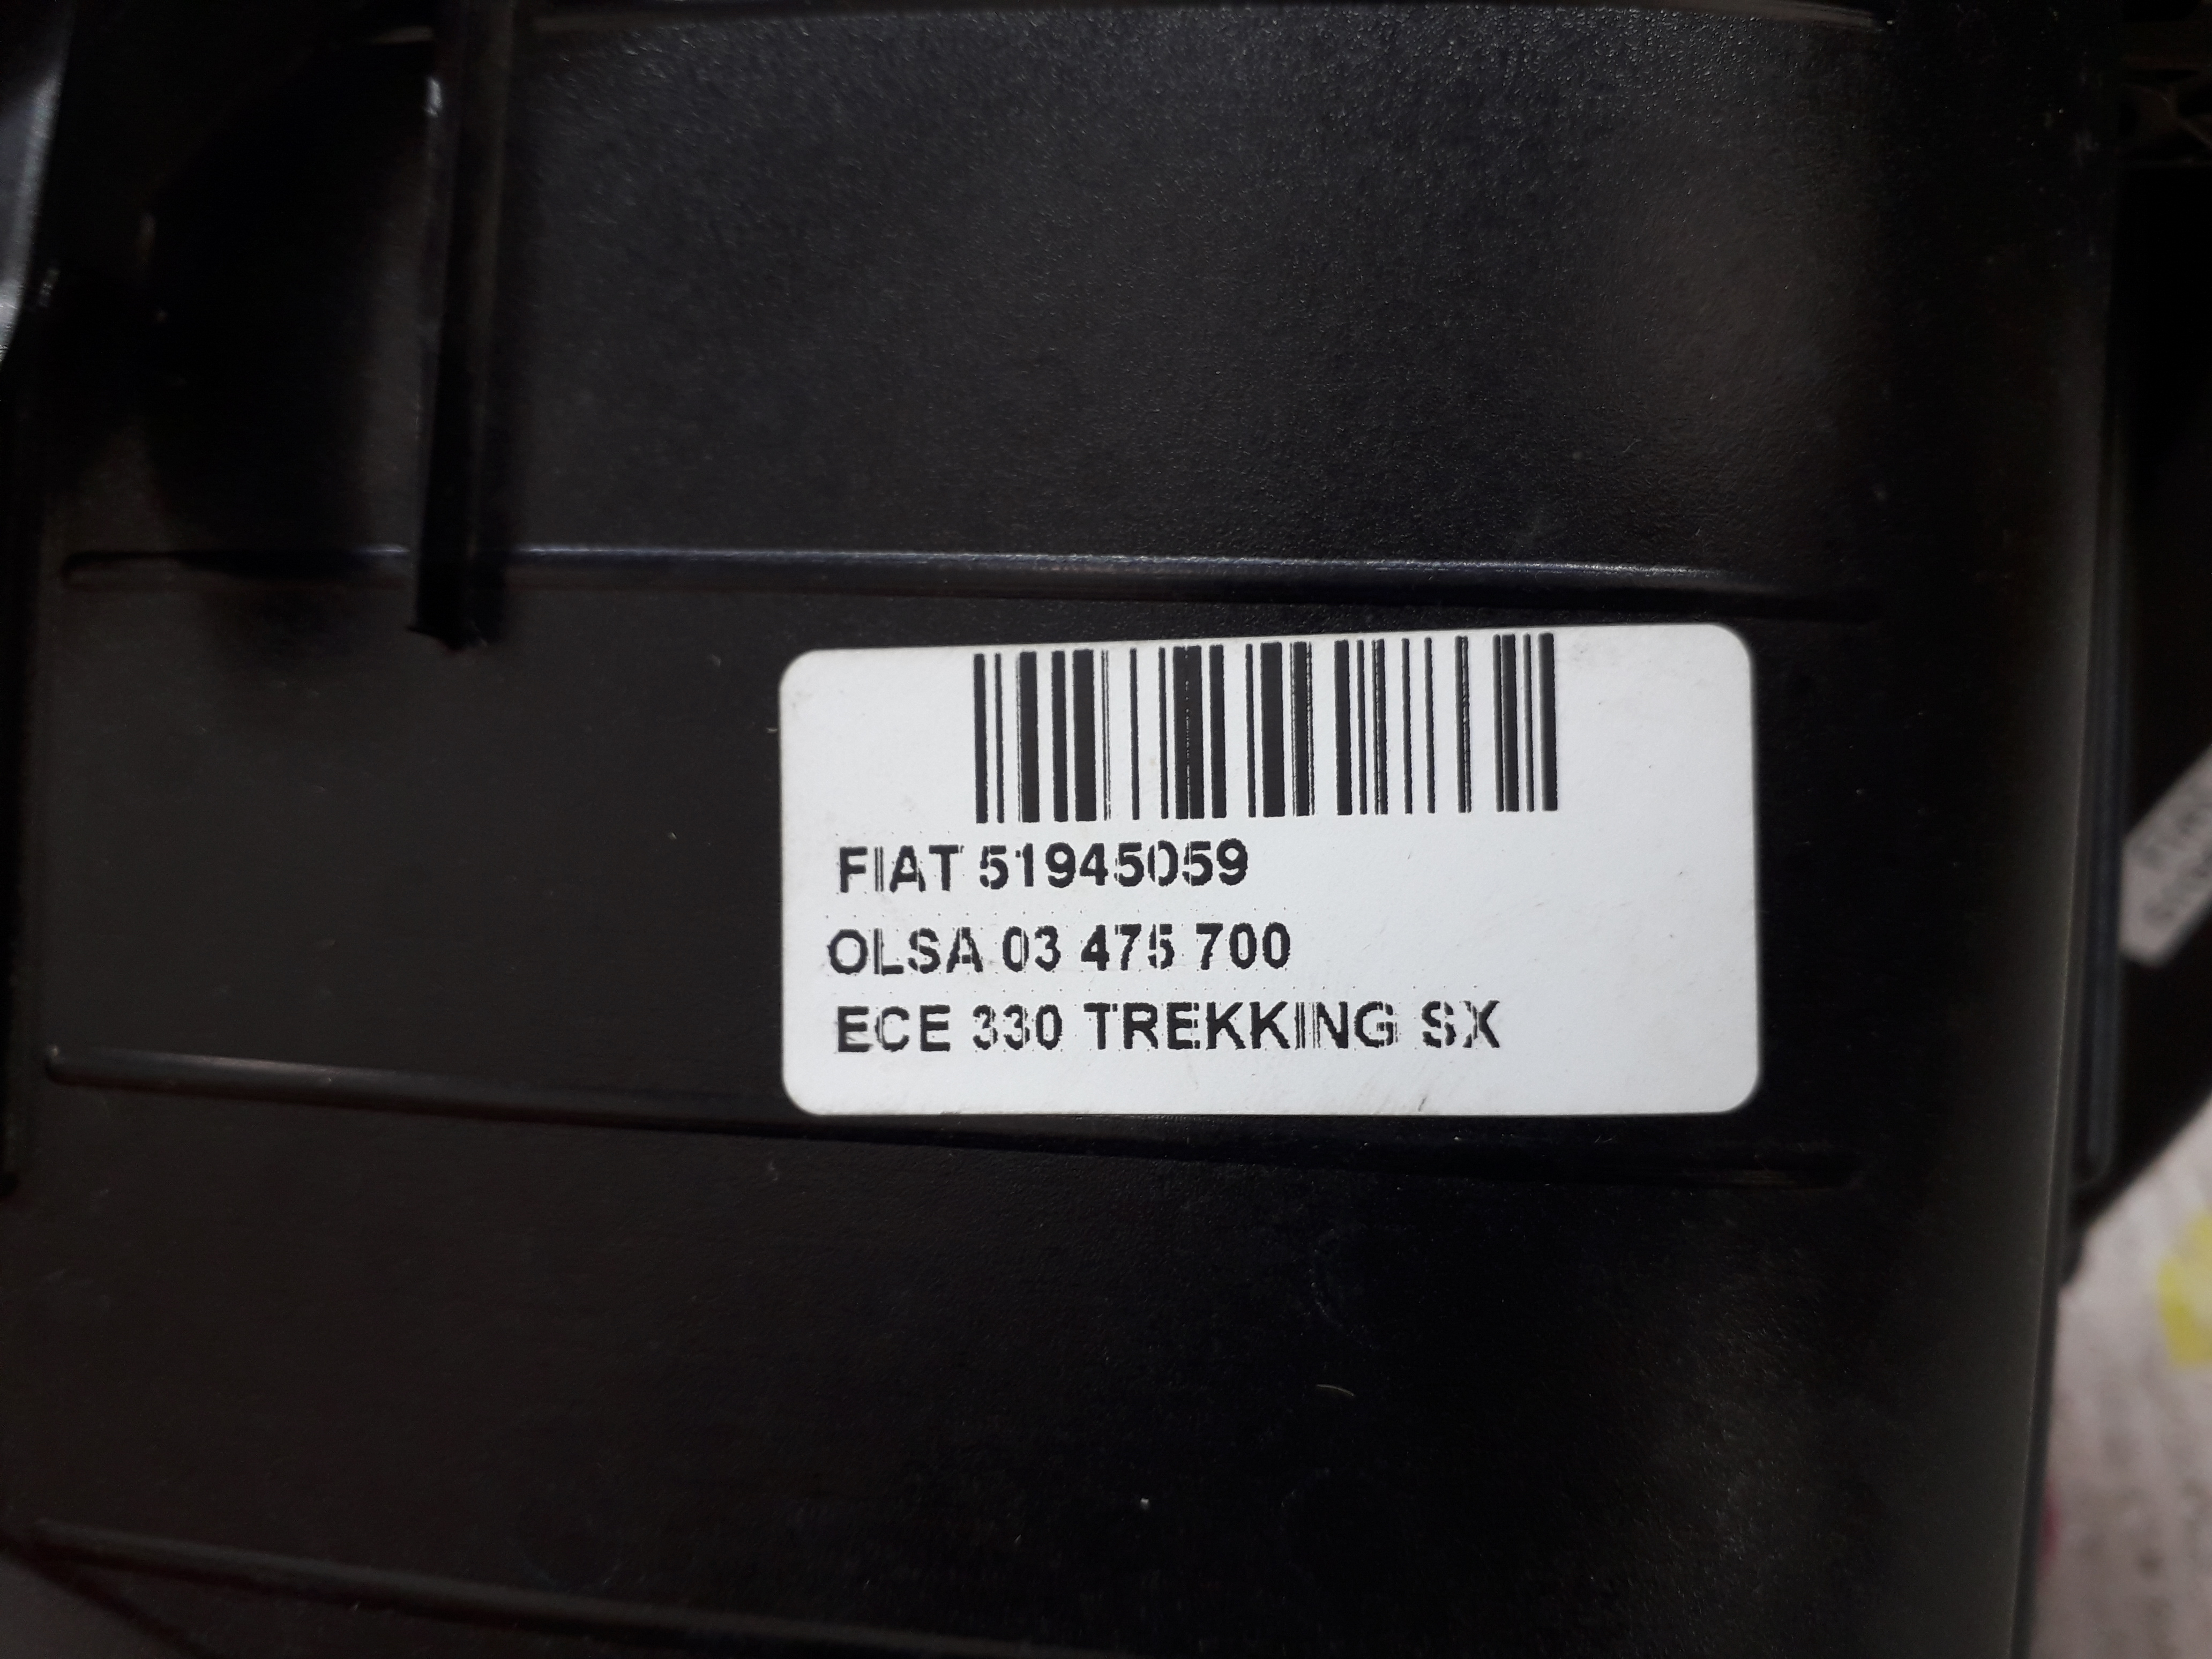 FIAT 51945059
OLSA 03 475 700
ECE 330 TREKKING SX